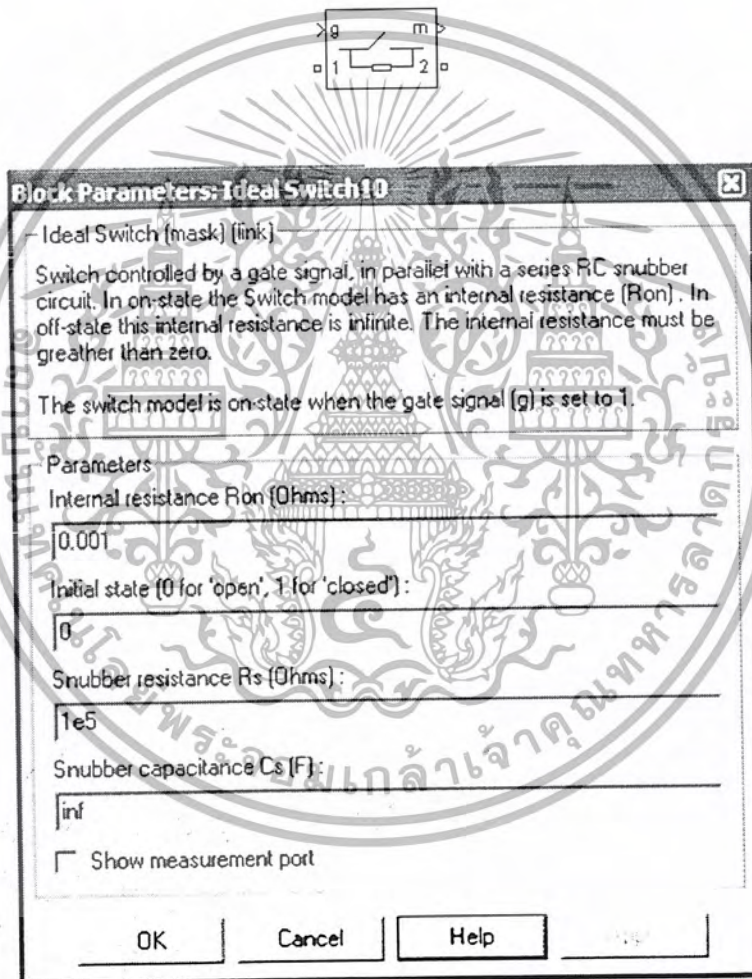 g m
1 2
Block Parameters: Ideal Switch10
Ideal Switch (mask) (link)
Switch controlled by a gate signal, in parallel with a series RC snubber
circuit. In on-state the Switch model has an internal resistance (Ron) . In
off-state this internal resistance is infinite. The internal resistance must be
greather than zero.
The switch model is on-state when the gate signal (g) is set to 1.
Parameters
Internal resistance Ron (Ohms) :
0.001
Initial state (0 for 'open', 1 for 'closed') :
0
Snubber resistance Rs (Ohms) :
1e5
Snubber capacitance Cs (F) :
inf
Show measurement port
OK Cancel Help